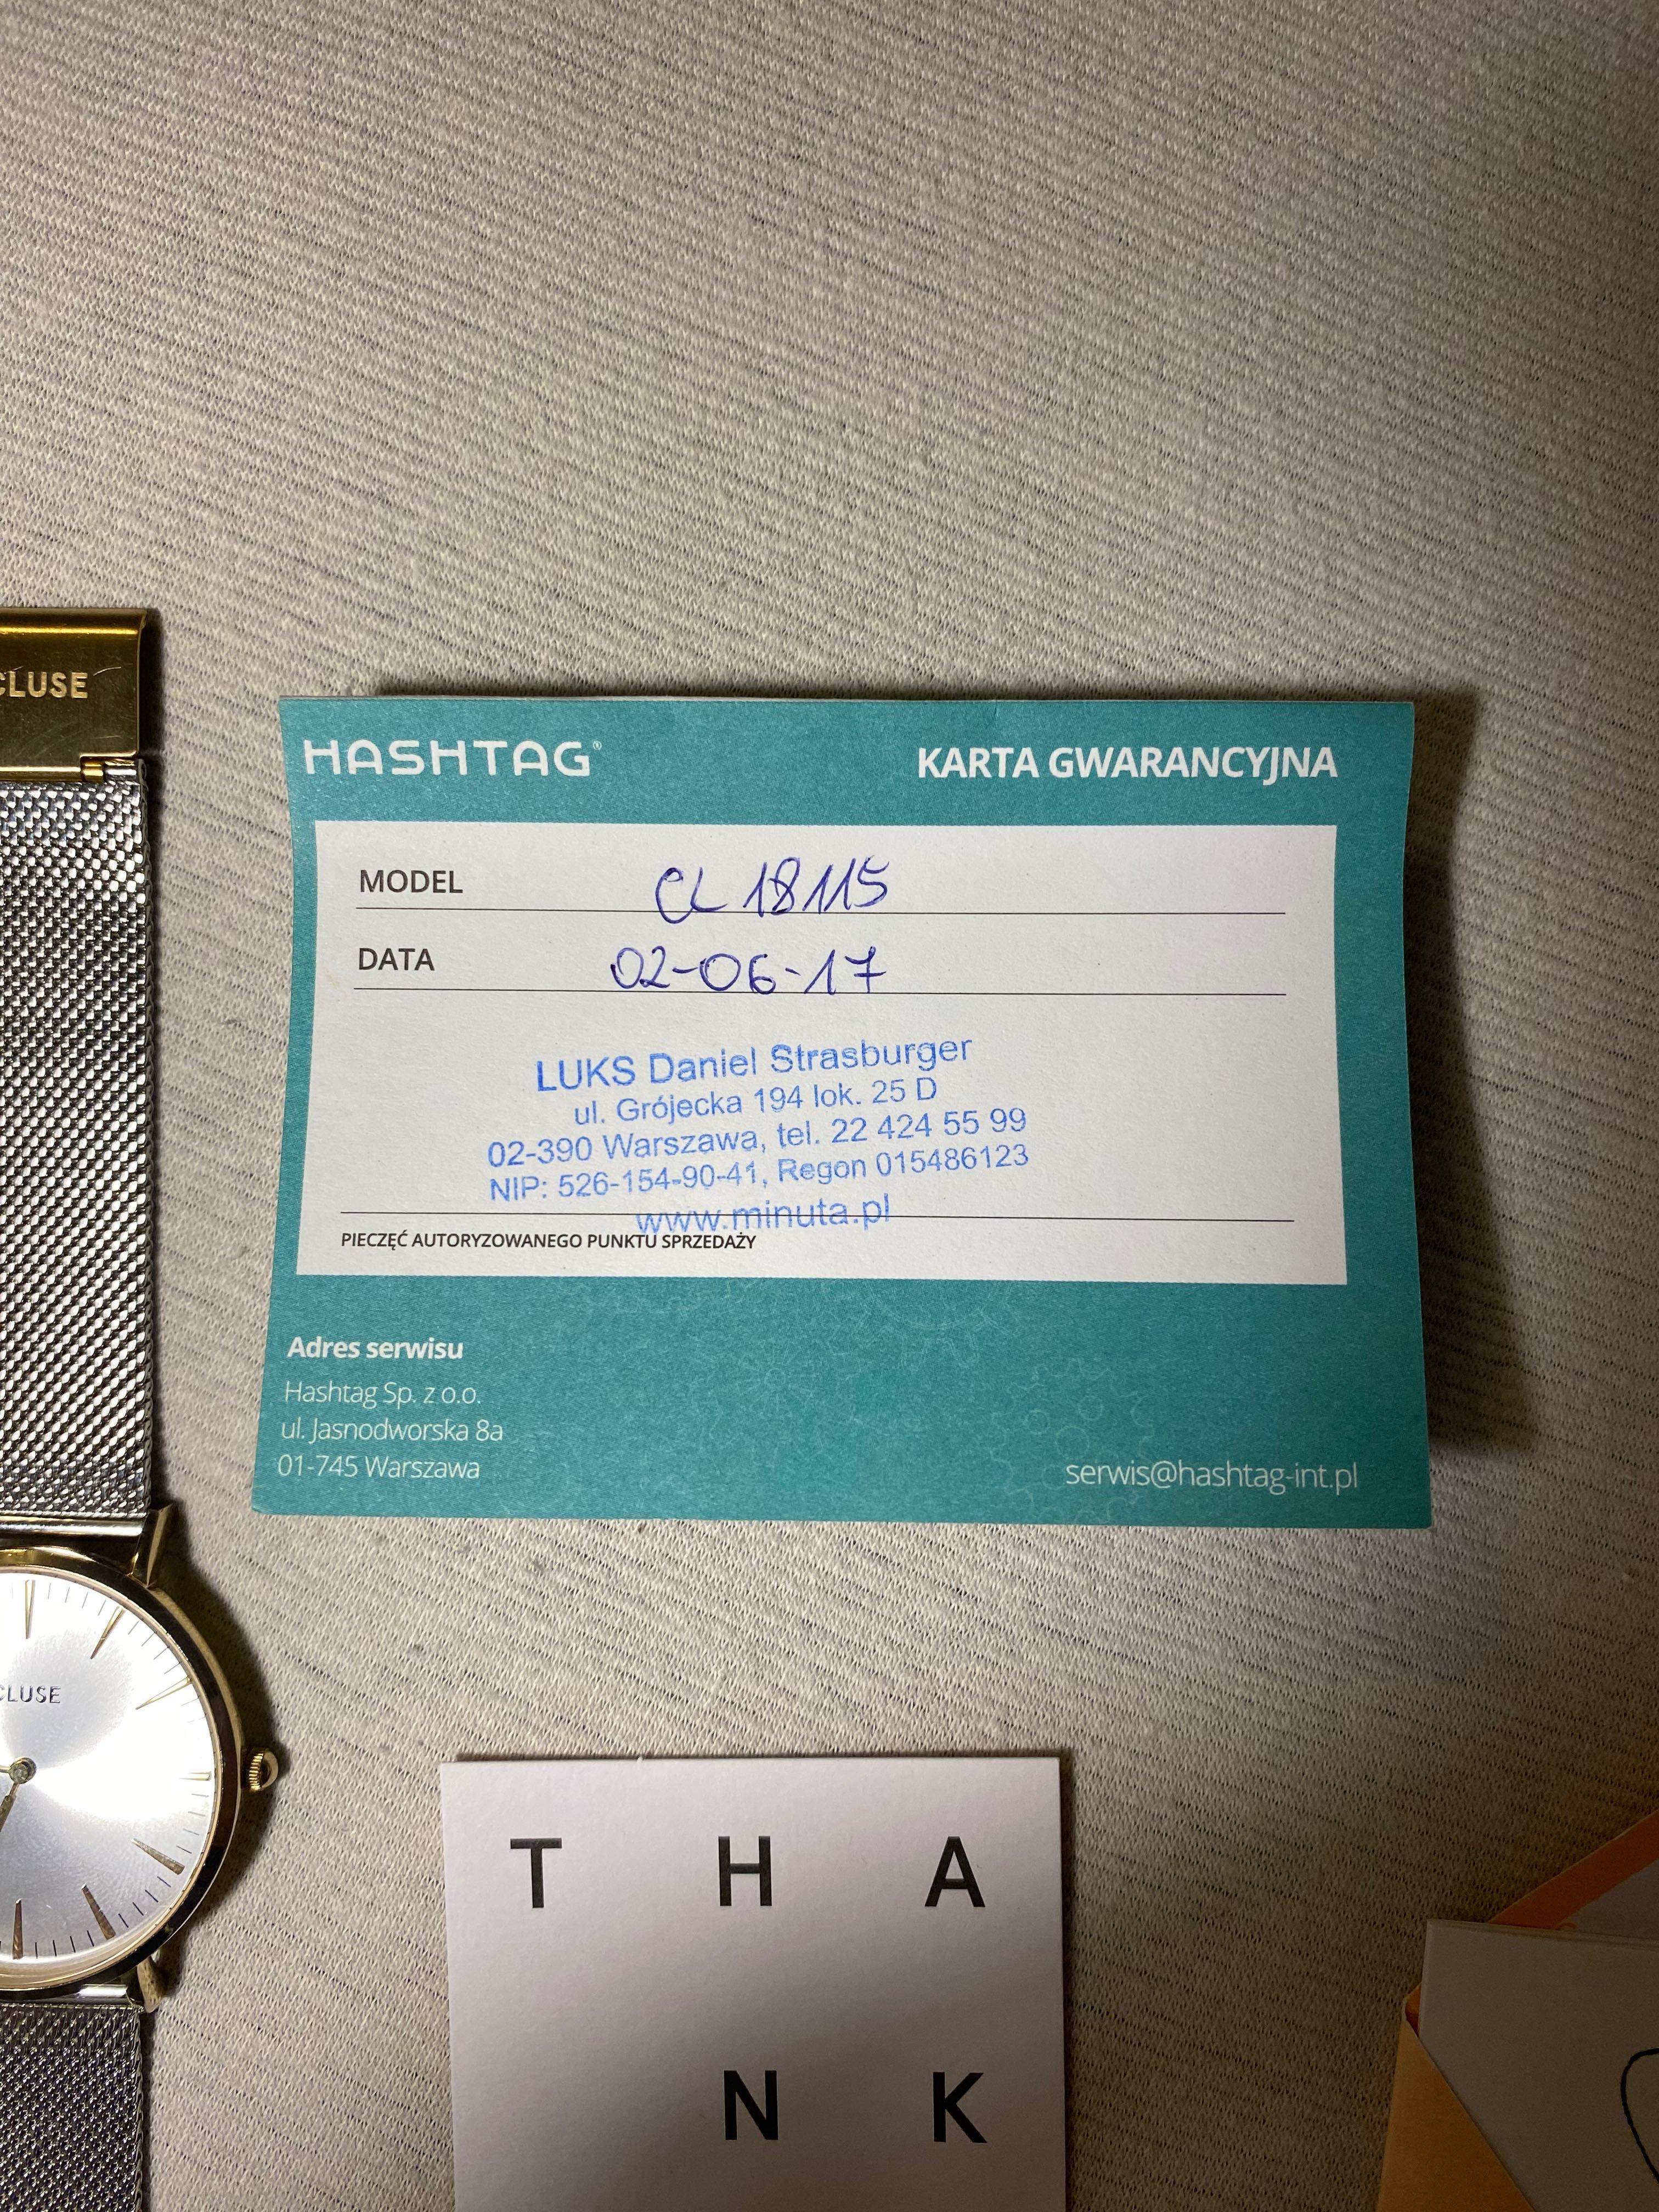 CLUSE
HASHTAG® KARTA GWARANCYJNA
MODEL CL 18115
DATA 02-06-17
LUKS Daniel Strasburger
ul. Grójecka 194 lok. 25 D
02-390 Warszawa, tel. 22 424 55 99
NIP: 526-154-90-41, Regon 015486123
www.minuta.pl
PIECZĘĆ AUTORYZOWANEGO PUNKTU SPRZEDAŻY
Adres serwisu
Hashtag Sp. z o.o.
ul. Jasnodworska 8a
01-745 Warszawa
serwis@hashtag-int.pl
CLUSE
T H A
N K